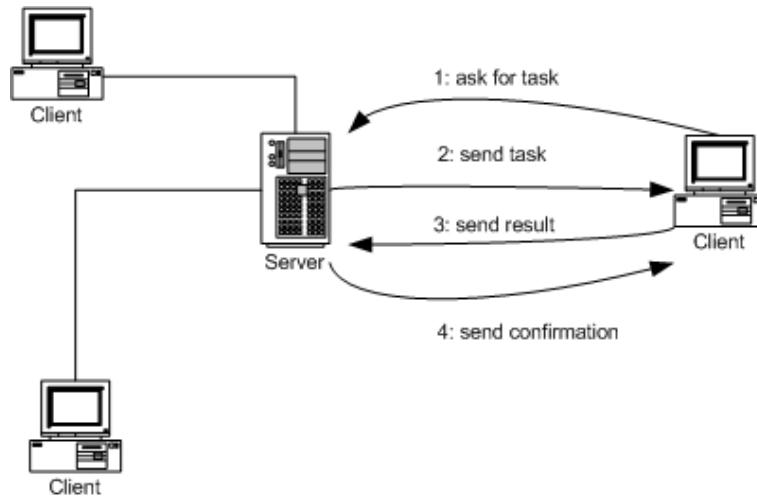 Client
1: ask for task
2: send task
Client
3: send result
Server
4: send confirmation
Client